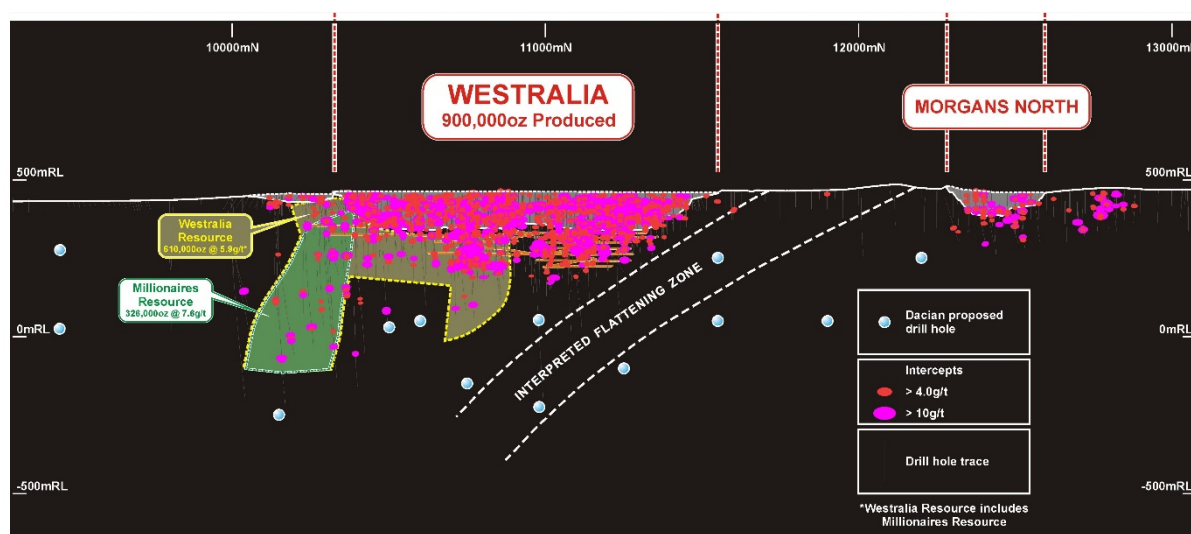 10000mN
11000mN
12000mN
13000mN
WESTRALIA
900,000oz Produced
MORGANS NORTH
500mRL
500mRL
Westralia
Resource
610,000oz @ 5.9g/t*
Millionaires
Resource
326,000oz @ 7.6g/t
INTERPRETED FLATTENING ZONE
0mRL
0mRL
Dacian proposed
drill hole
Intercepts
> 4.0g/t
> 10g/t
Drill hole trace
-500mRL
-500mRL
*Westralia Resource includes
Millionaires Resource